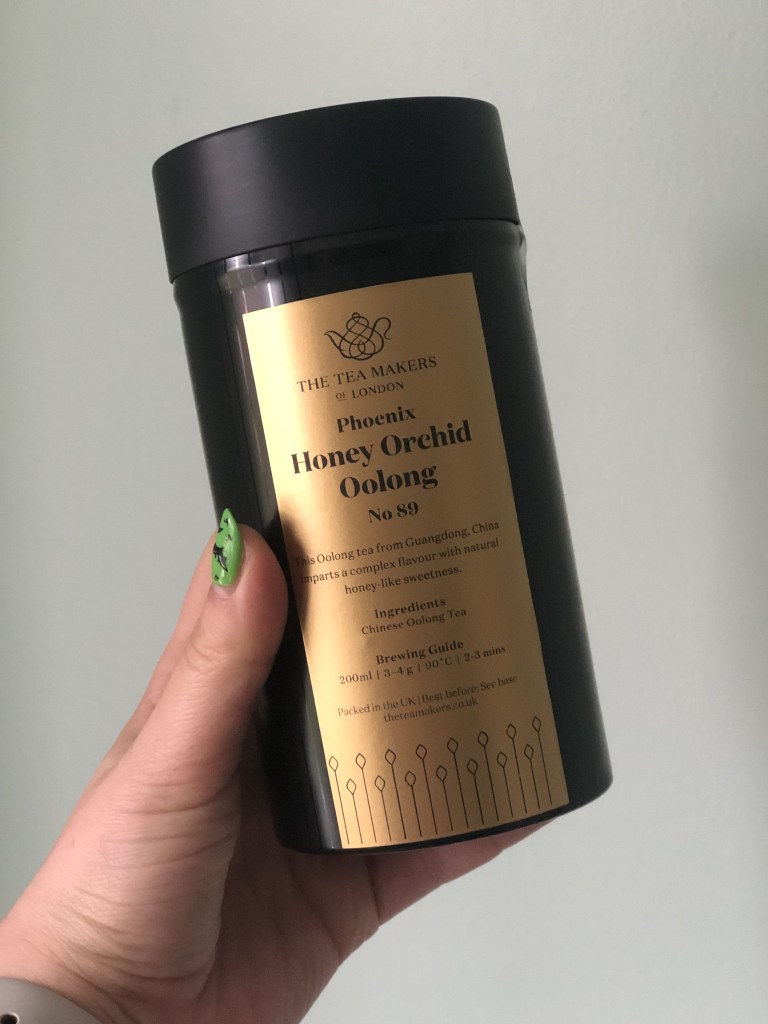 THE TEA MAKERS
OF LONDON
Phoenix
Honey Orchid
Oolong
No 89
This Oolong tea from Guangdong, China
imparts a complex flavour with natural
honey-like sweetness.
Ingredients
Chinese Oolong Tea
Brewing Guide
200ml | 3-4 g | 90°C | 2-3 mins
Packed in the UK | Best before: See base
theteamakers.co.uk